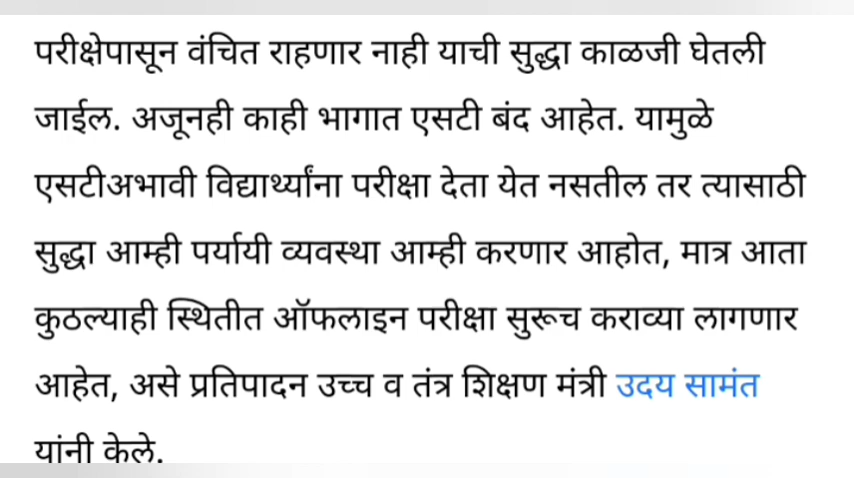 परीक्षेपासून वंचित राहणार नाही याची सुद्धा काळजी घेतली
जाईल. अजूनही काही भागात एसटी बंद आहेत. यामुळे
एसटीअभावी विद्यार्थ्यांना परीक्षा देता येत नसतील तर त्यासाठी
सुद्धा आम्ही पर्यायी व्यवस्था आम्ही करणार आहोत, मात्र आता
कुठल्याही स्थितीत ऑफलाइन परीक्षा सुरूच कराव्या लागणार
आहेत, असे प्रतिपादन उच्च व तंत्र शिक्षण मंत्री उदय सामंत
यांनी केले.